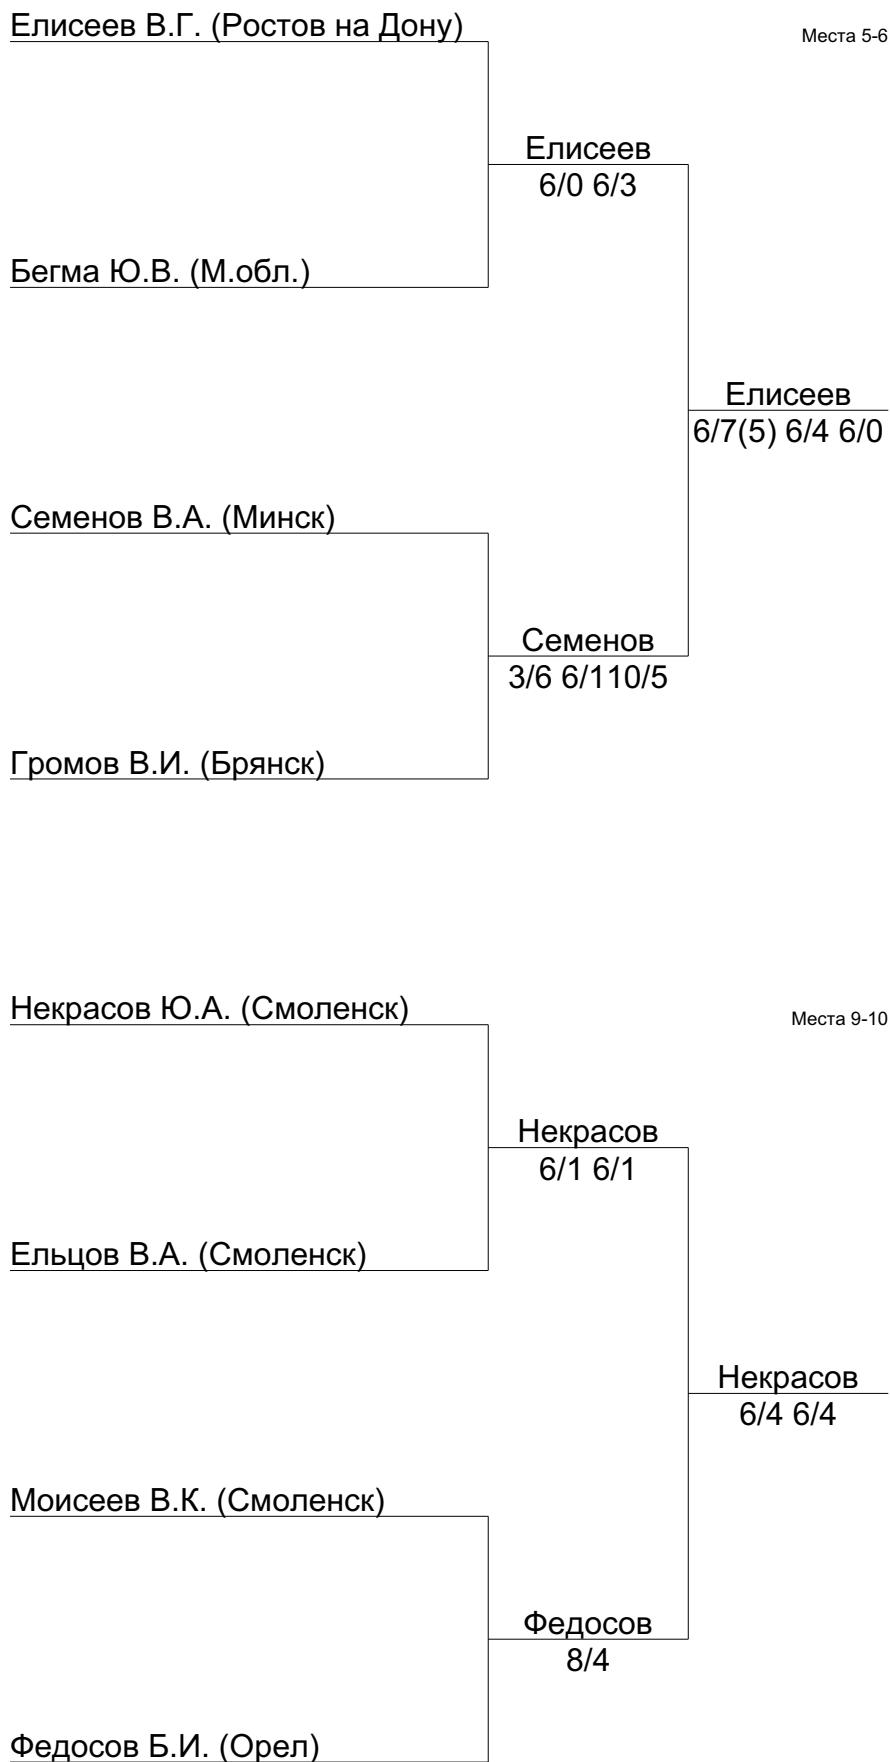 Елисеев В.Г. (Ростов на Дону)
Места 5-6
Елисеев
6/0 6/3
Бегма Ю.В. (М.обл.)
Елисеев
6/7(5) 6/4 6/0
Семенов В.А. (Минск)
Семенов
3/6 6/110/5
Громов В.И. (Брянск)
Некрасов Ю.А. (Смоленск)
Места 9-10
Некрасов
6/1 6/1
Ельцов В.А. (Смоленск)
Некрасов
6/4 6/4
Моисеев В.К. (Смоленск)
Федосов
8/4
Федосов Б.И. (Орел)